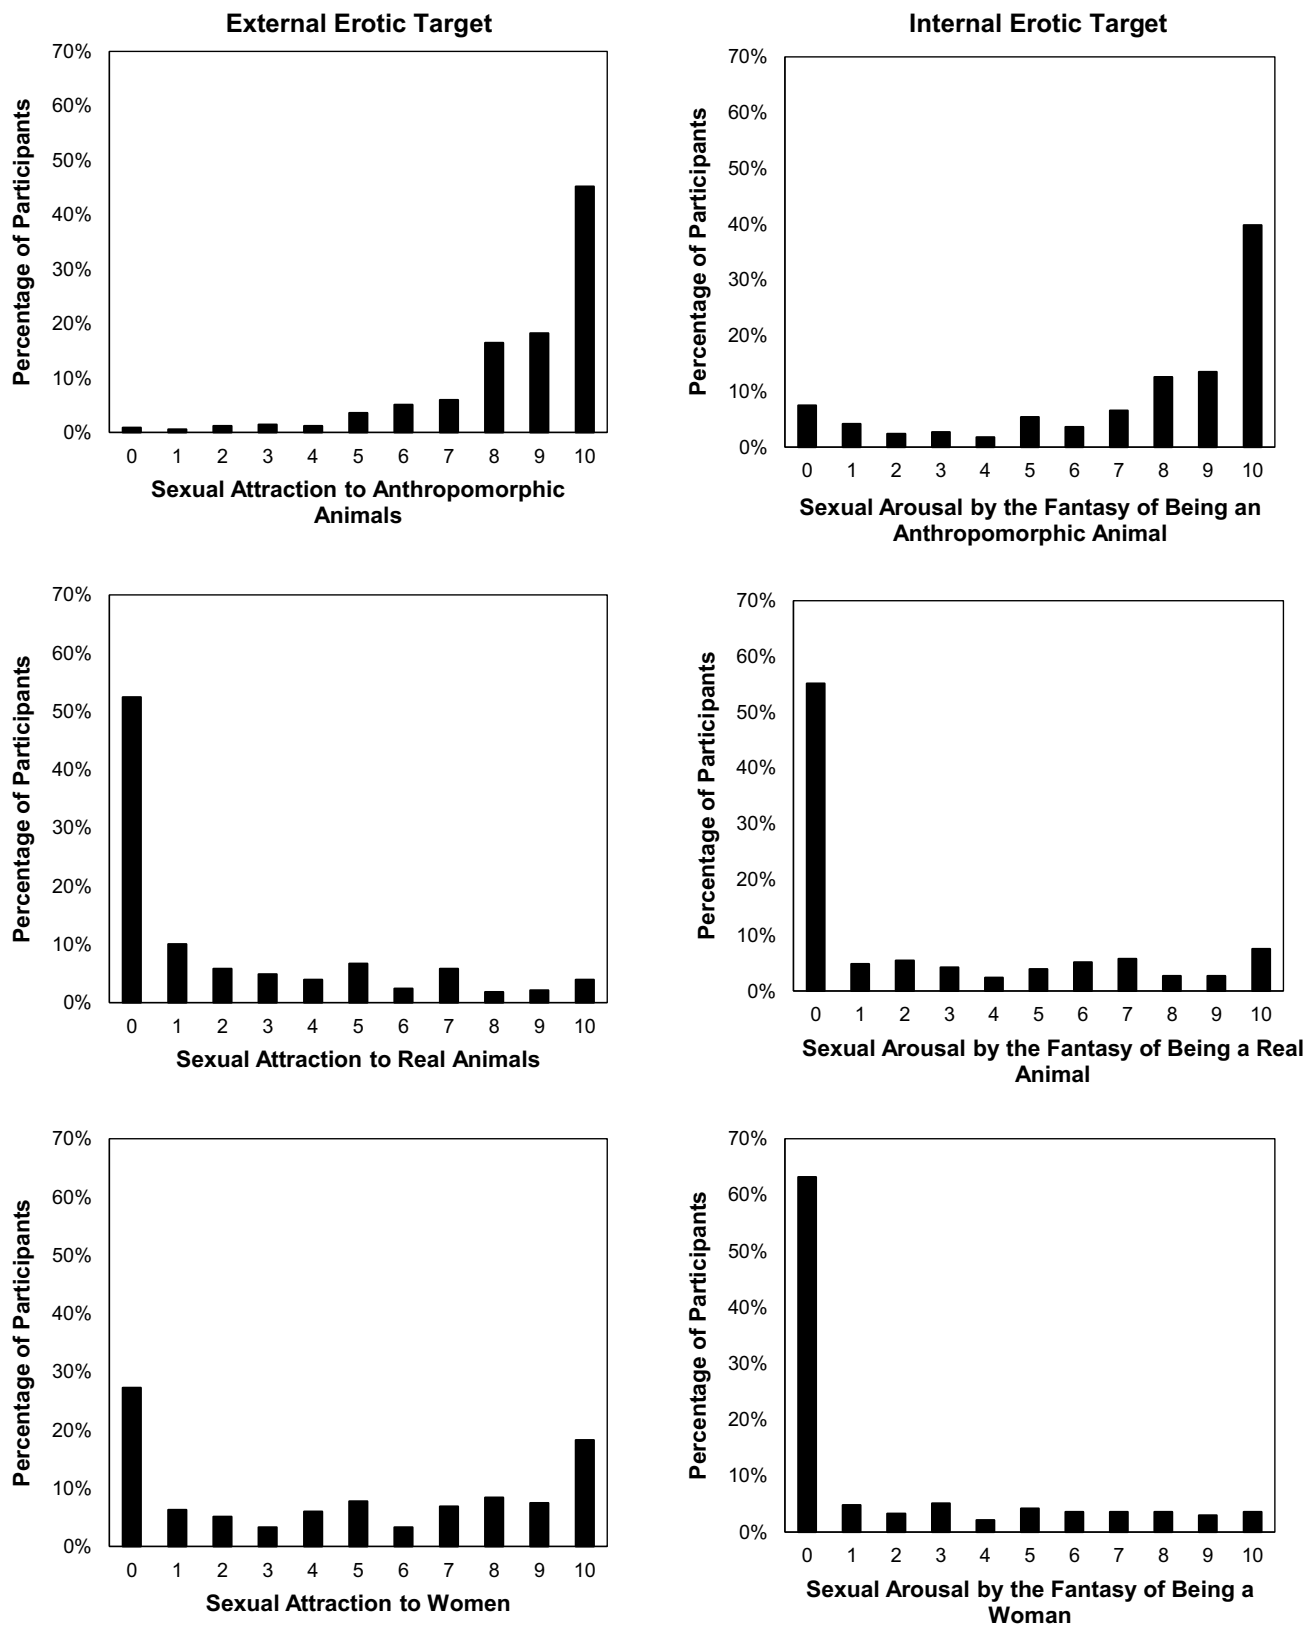 External Erotic Target
70%
60%
50%
40%
30%
20%
10%
0%
Percentage of Participants
0 1 2 3 4 5 6 7 8 9 10
Sexual Attraction to Anthropomorphic
Animals
Internal Erotic Target
70%
60%
50%
40%
30%
20%
10%
0%
Percentage of Participants
0 1 2 3 4 5 6 7 8 9 10
Sexual Arousal by the Fantasy of Being an
Anthropomorphic Animal
70%
60%
50%
40%
30%
20%
10%
0%
Percentage of Participants
0 1 2 3 4 5 6 7 8 9 10
Sexual Attraction to Real Animals
70%
60%
50%
40%
30%
20%
10%
0%
Percentage of Participants
0 1 2 3 4 5 6 7 8 9 10
Sexual Arousal by the Fantasy of Being a Real
Animal
70%
60%
50%
40%
30%
20%
10%
0%
Percentage of Participants
0 1 2 3 4 5 6 7 8 9 10
Sexual Attraction to Women
70%
60%
50%
40%
30%
20%
10%
0%
Percentage of Participants
0 1 2 3 4 5 6 7 8 9 10
Sexual Arousal by the Fantasy of Being a
Woman